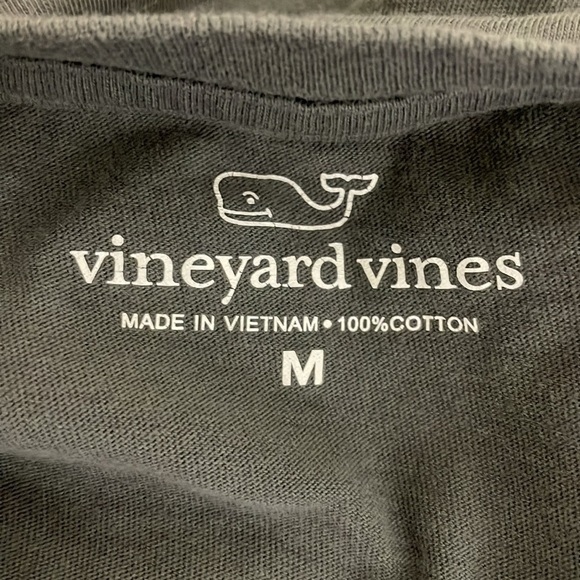 vineyard vines
MADE IN VIETNAM • 100%COTTON
M